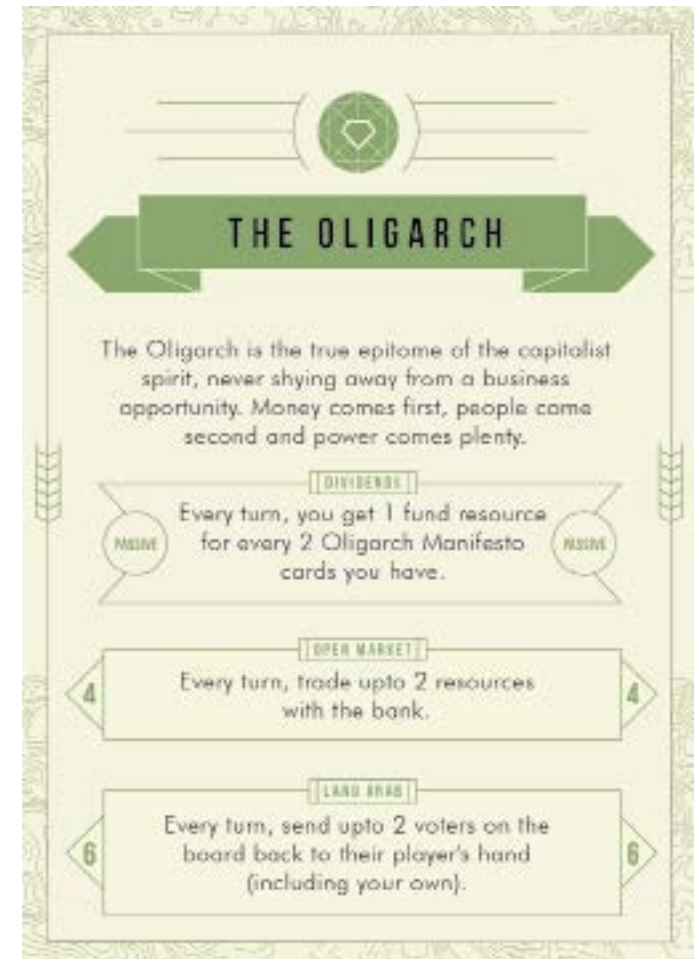 THE OLIGARCH
The Oligarch is the true epitome of the capitalist
spirit, never shying away from a business
opportunity. Money comes first, people come
second and power comes plenty.
DIVIDENDS
Every turn, you get 1 fund resource
PASSIVE for every 2 Oligarch Manifesto PASSIVE
cards you have.
OPEN MARKET
Every turn, trade upto 2 resources
4 4
with the bank.
LAND GRAB
Every turn, send upto 2 voters on the
6 board back to their player's hand 6
(including your own).